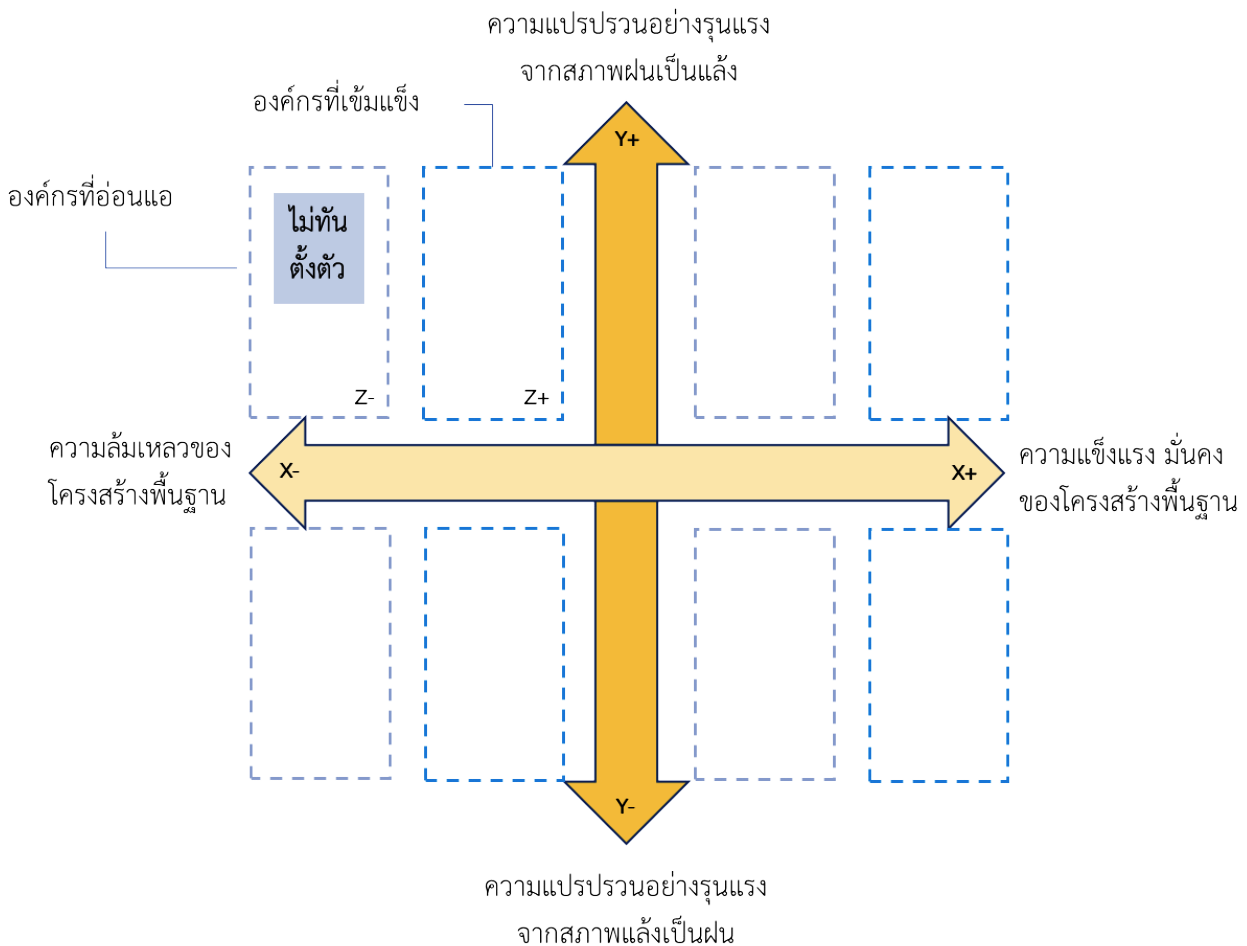 ความแปรปรวนอย่างรุนแรง
จากสภาพฝนเป็นแล้ง
องค์กรที่เข้มแข็ง
Y+
องค์กรที่อ่อนแอ
ไม่ทัน
ตั้งตัว
Z-
Z+
ความล้มเหลวของ
โครงสร้างพื้นฐาน
X-
X+
ความแข็งแรง มั่นคง
ของโครงสร้างพื้นฐาน
Y-
ความแปรปรวนอย่างรุนแรง
จากสภาพแล้งเป็นฝน